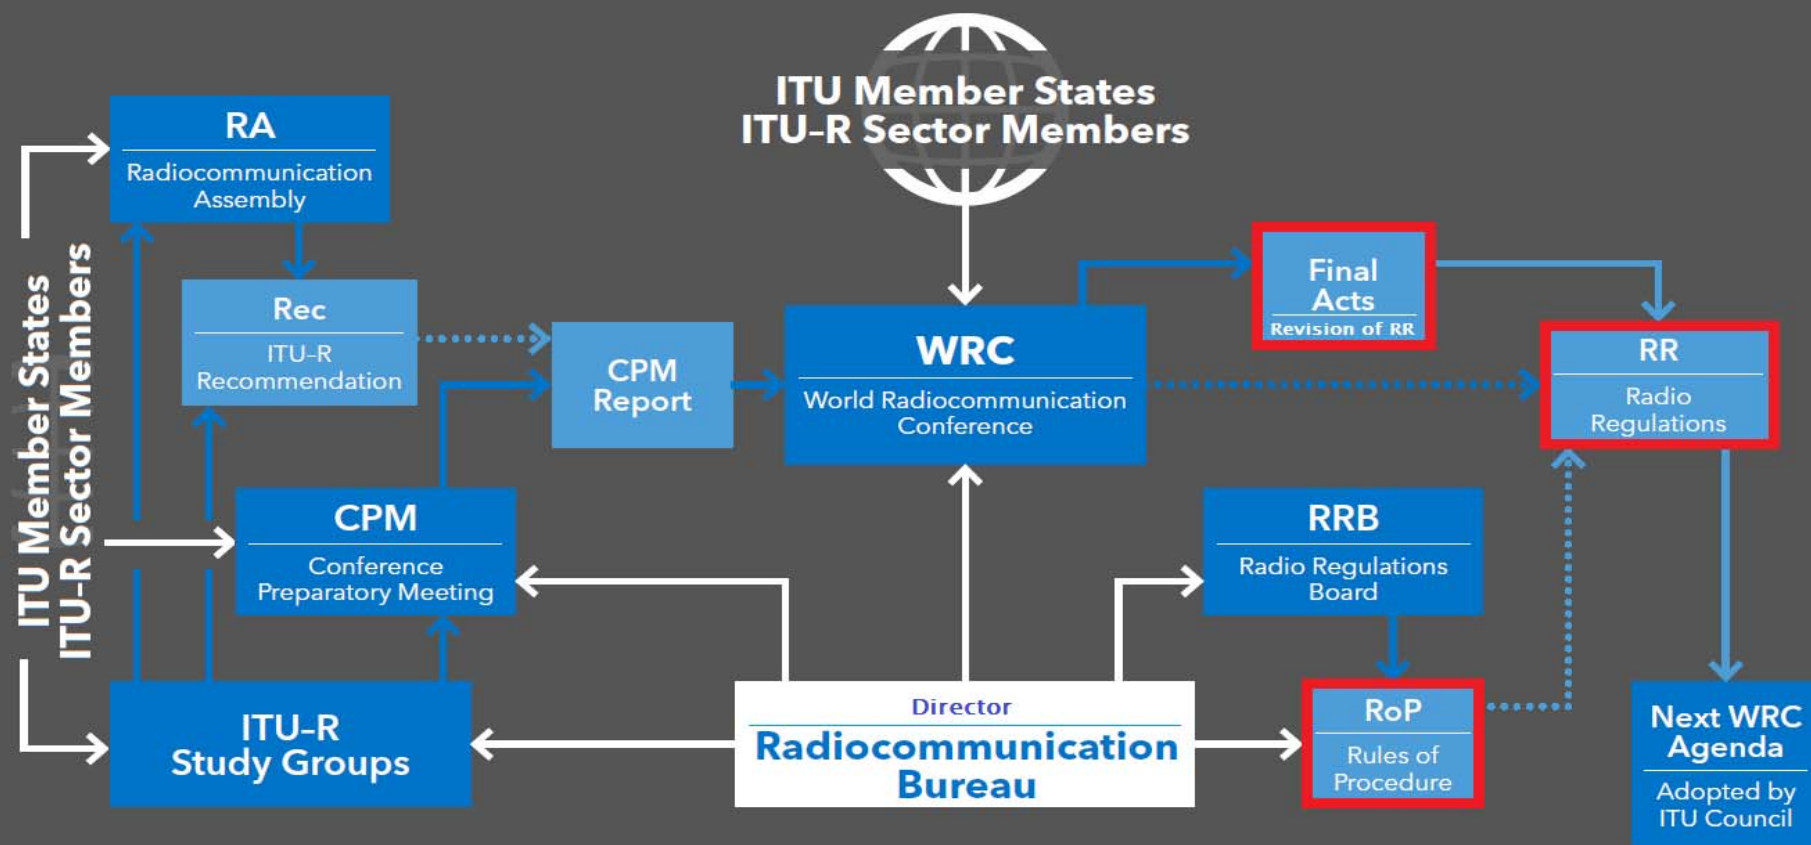 ITU Member States
ITU-R Sector Members
RA
Radiocommunication
Assembly
Rec
ITU-R
Recommendation
CPM
Report
WRC
World Radiocommunication
Conference
Final
Acts
Revision of RR
RR
Radio
Regulations
ITU Member States
ITU-R Sector Members
CPM
Conference
Preparatory Meeting
RRB
Radio Regulations
Board
ITU-R
Study Groups
Director
Radiocommunication
Bureau
RoP
Rules of
Procedure
Next WRC
Agenda
Adopted by
ITU Council